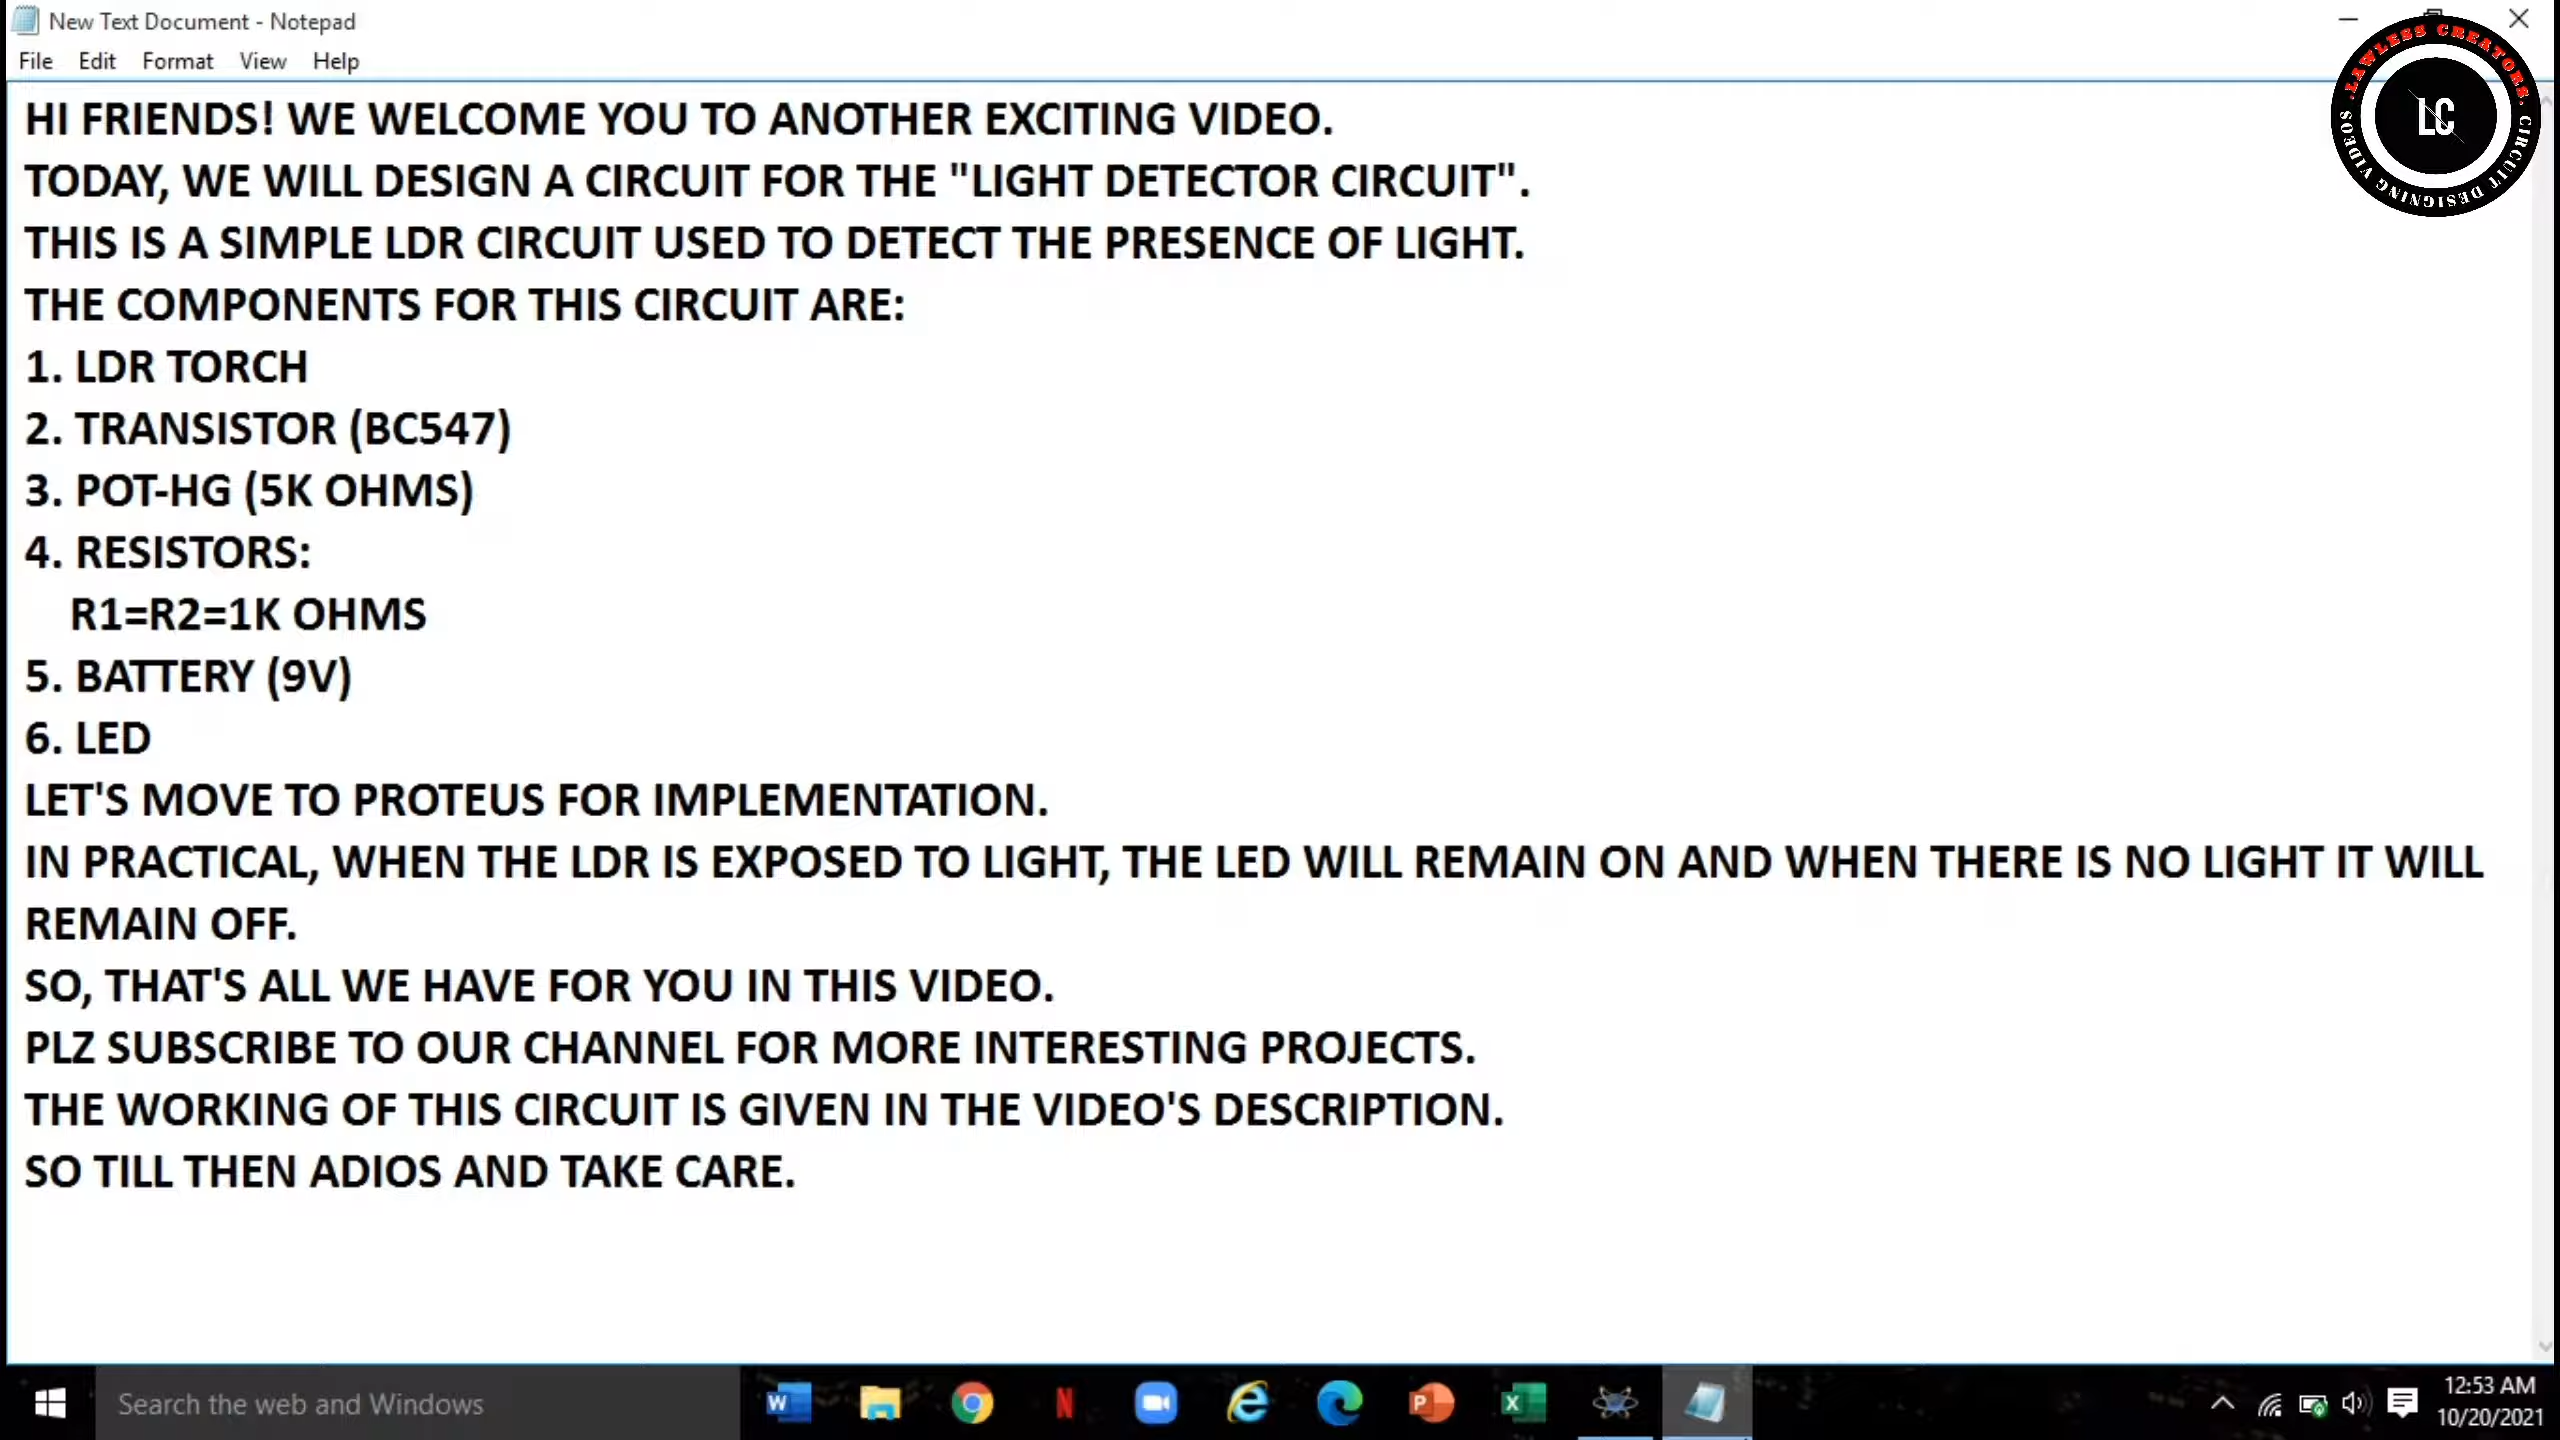 New Text Document - Notepad
File Edit Format View Help
.LAWLESS CREATORS.
CIRCUIT DESIGNING VIDEOS
LC
HI FRIENDS! WE WELCOME YOU TO ANOTHER EXCITING VIDEO.
TODAY, WE WILL DESIGN A CIRCUIT FOR THE "LIGHT DETECTOR CIRCUIT".
THIS IS A SIMPLE LDR CIRCUIT USED TO DETECT THE PRESENCE OF LIGHT.
THE COMPONENTS FOR THIS CIRCUIT ARE:
1. LDR TORCH
2. TRANSISTOR (BC547)
3. POT-HG (5K OHMS)
4. RESISTORS:
R1=R2=1K OHMS
5. BATTERY (9V)
6. LED
LET'S MOVE TO PROTEUS FOR IMPLEMENTATION.
IN PRACTICAL, WHEN THE LDR IS EXPOSED TO LIGHT, THE LED WILL REMAIN ON AND WHEN THERE IS NO LIGHT IT WILL
REMAIN OFF.
SO, THAT'S ALL WE HAVE FOR YOU IN THIS VIDEO.
PLZ SUBSCRIBE TO OUR CHANNEL FOR MORE INTERESTING PROJECTS.
THE WORKING OF THIS CIRCUIT IS GIVEN IN THE VIDEO'S DESCRIPTION.
SO TILL THEN ADIOS AND TAKE CARE.
Search the web and Windows
12:53 AM
10/20/2021